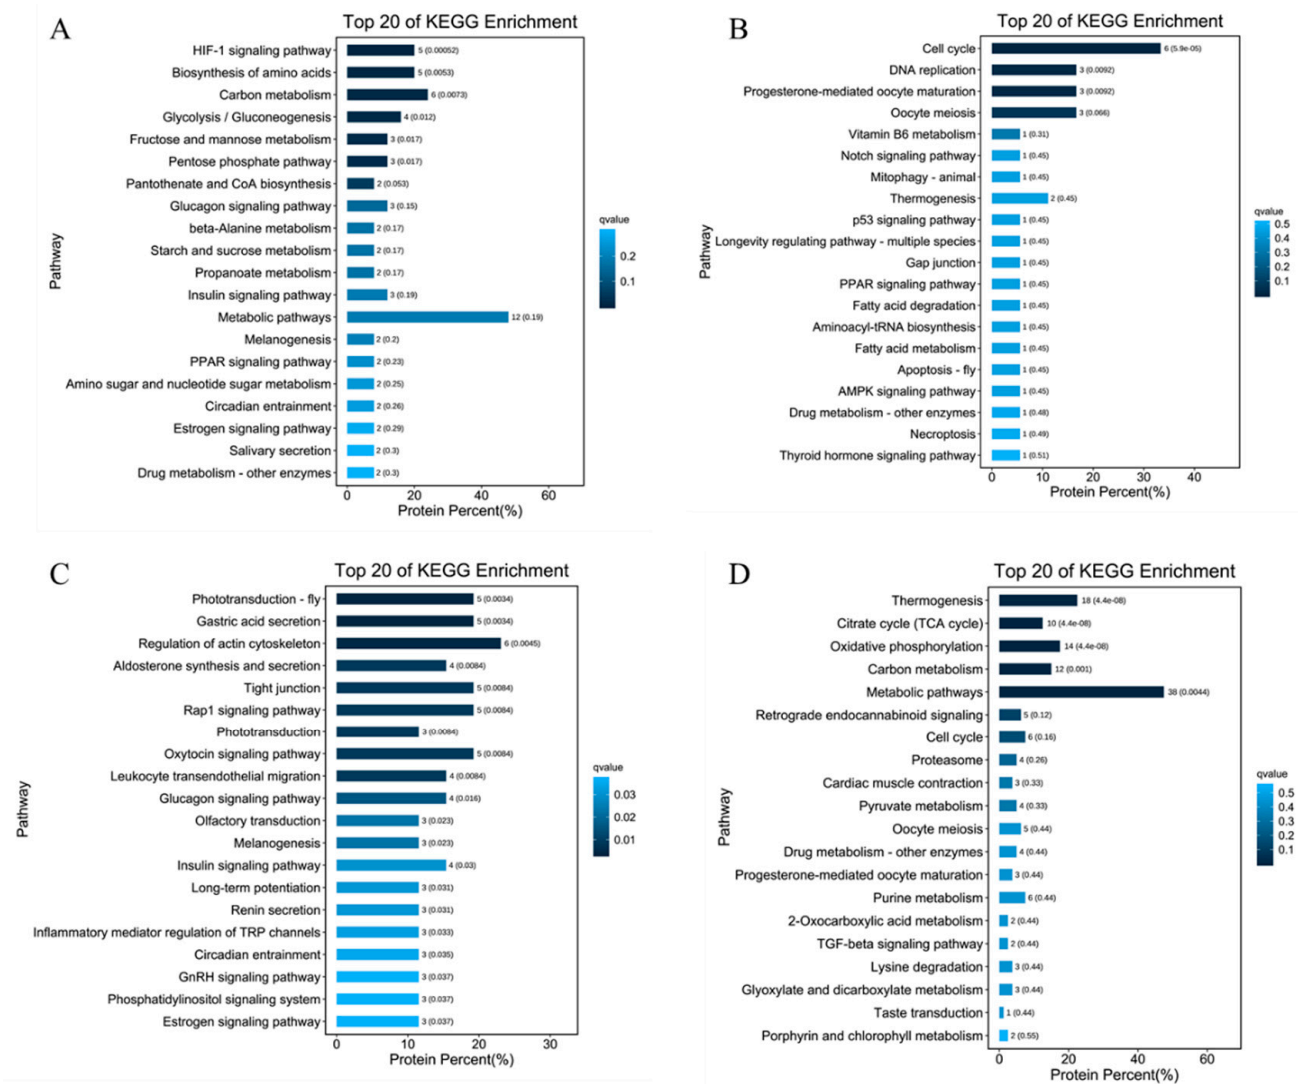 A
Top 20 of KEGG Enrichment
HIF-1 signaling pathway 5 (0.00052)
Biosynthesis of amino acids 5 (0.0053)
Carbon metabolism 6 (0.0073)
Glycolysis / Gluconeogenesis 4 (0.012)
Fructose and mannose metabolism 3 (0.017)
Pentose phosphate pathway 3 (0.017)
Pantothenate and CoA biosynthesis 2 (0.053)
Glucagon signaling pathway 3 (0.15)
beta-Alanine metabolism 2 (0.17)
Starch and sucrose metabolism 2 (0.17)
Propanoate metabolism 2 (0.17)
Insulin signaling pathway 3 (0.19)
Metabolic pathways 12 (0.19)
Melanogenesis 2 (0.2)
PPAR signaling pathway 2 (0.23)
Amino sugar and nucleotide sugar metabolism 2 (0.25)
Circadian entrainment 2 (0.26)
Estrogen signaling pathway 2 (0.29)
Salivary secretion 2 (0.3)
Drug metabolism - other enzymes 2 (0.3)
Pathway
0 20 40 60
Protein Percent(%)
qvalue
0.2
0.1
B
Top 20 of KEGG Enrichment
Cell cycle 6 (5.9e-05)
DNA replication 3 (0.0092)
Progesterone-mediated oocyte maturation 3 (0.0092)
Oocyte meiosis 3 (0.066)
Vitamin B6 metabolism 1 (0.31)
Notch signaling pathway 1 (0.45)
Mitophagy - animal 1 (0.45)
Thermogenesis 2 (0.45)
p53 signaling pathway 1 (0.45)
Longevity regulating pathway - multiple species 1 (0.45)
Gap junction 1 (0.45)
PPAR signaling pathway 1 (0.45)
Fatty acid degradation 1 (0.45)
Aminoacyl-tRNA biosynthesis 1 (0.45)
Fatty acid metabolism 1 (0.45)
Apoptosis - fly 1 (0.45)
AMPK signaling pathway 1 (0.45)
Drug metabolism - other enzymes 1 (0.48)
Necroptosis 1 (0.49)
Thyroid hormone signaling pathway 1 (0.51)
Pathway
0 10 20 30 40
Protein Percent(%)
qvalue
0.5
0.4
0.3
0.2
0.1
C
Top 20 of KEGG Enrichment
Phototransduction - fly 5 (0.0034)
Gastric acid secretion 5 (0.0034)
Regulation of actin cytoskeleton 6 (0.0045)
Aldosterone synthesis and secretion 4 (0.0084)
Tight junction 5 (0.0084)
Rap1 signaling pathway 5 (0.0084)
Phototransduction 3 (0.0084)
Oxytocin signaling pathway 5 (0.0084)
Leukocyte transendothelial migration 4 (0.0084)
Glucagon signaling pathway 4 (0.016)
Olfactory transduction 3 (0.023)
Melanogenesis 3 (0.023)
Insulin signaling pathway 4 (0.03)
Long-term potentiation 3 (0.031)
Renin secretion 3 (0.031)
Inflammatory mediator regulation of TRP channels 3 (0.033)
Circadian entrainment 3 (0.035)
GnRH signaling pathway 3 (0.037)
Phosphatidylinositol signaling system 3 (0.037)
Estrogen signaling pathway 3 (0.037)
Pathway
0 10 20 30
Protein Percent(%)
qvalue
0.03
0.02
0.01
D
Top 20 of KEGG Enrichment
Thermogenesis 18 (4.4e-08)
Citrate cycle (TCA cycle) 10 (4.4e-08)
Oxidative phosphorylation 14 (4.4e-08)
Carbon metabolism 12 (0.001)
Metabolic pathways 38 (0.0044)
Retrograde endocannabinoid signaling 5 (0.12)
Cell cycle 6 (0.16)
Proteasome 4 (0.26)
Cardiac muscle contraction 3 (0.33)
Pyruvate metabolism 4 (0.33)
Oocyte meiosis 5 (0.44)
Drug metabolism - other enzymes 4 (0.44)
Progesterone-mediated oocyte maturation 3 (0.44)
Purine metabolism 6 (0.44)
2-Oxocarboxylic acid metabolism 2 (0.44)
TGF-beta signaling pathway 2 (0.44)
Lysine degradation 3 (0.44)
Glyoxylate and dicarboxylate metabolism 3 (0.44)
Taste transduction 1 (0.44)
Porphyrin and chlorophyll metabolism 2 (0.55)
Pathway
0 20 40 60
Protein Percent(%)
qvalue
0.5
0.4
0.3
0.2
0.1